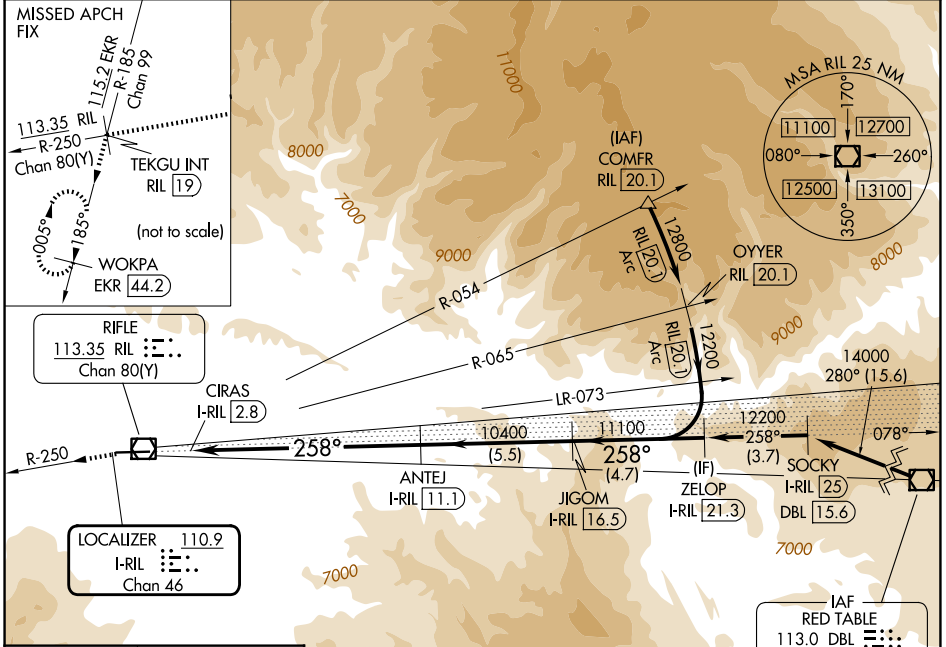 MISSED APCH
FIX
115.2 EKR
R-185
Chan 99
113.35 RIL
R-250
Chan 80(Y)
TEKGU INT
RIL 19
005°
185°
(not to scale)
WOKPA
EKR 44.2
RIFLE
113.35 RIL
Chan 80(Y)
CIRAS
I-RIL 2.8
R-250
LOCALIZER 110.9
I-RIL
Chan 46
11000
8000
7000
9000
(IAF)
COMFR
RIL 20.1
12800
RIL 20.1
Arc
OYYER
RIL 20.1
12200
RIL 20.1
Arc
R-054
R-065
LR-073
MSA RIL 25 NM
170°
11100
12700
080°
260°
12500
13100
350°
8000
9000
14000
280° (15.6)
078°
258°
10400
(5.5)
11100
258°
(4.7)
12200
258°
(3.7)
ANTEJ
I-RIL 11.1
JIGOM
I-RIL 16.5
(IF)
ZELOP
I-RIL 21.3
SOCKY
I-RIL 25
DBL 15.6
7000
7000
IAF
RED TABLE
113.0 DBL